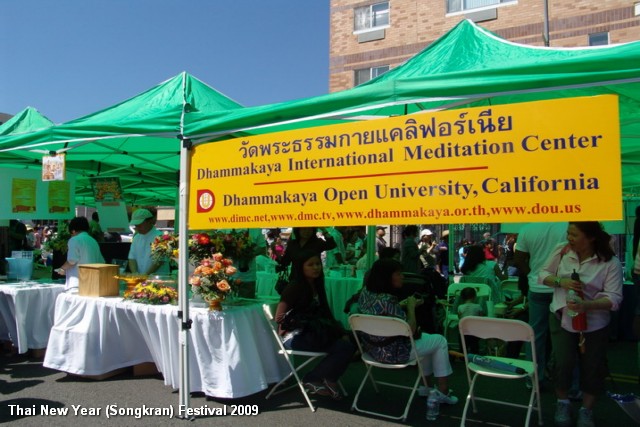 วัดพระธรรมกายแคลิฟอร์เนีย
Dhammakaya International Meditation Center
Dhammakaya Open University, California
www.dimc.net,www.dmc.tv,www.dhammakaya.or.th,www.dou.us
Thai New Year (Songkran) Festival 2009